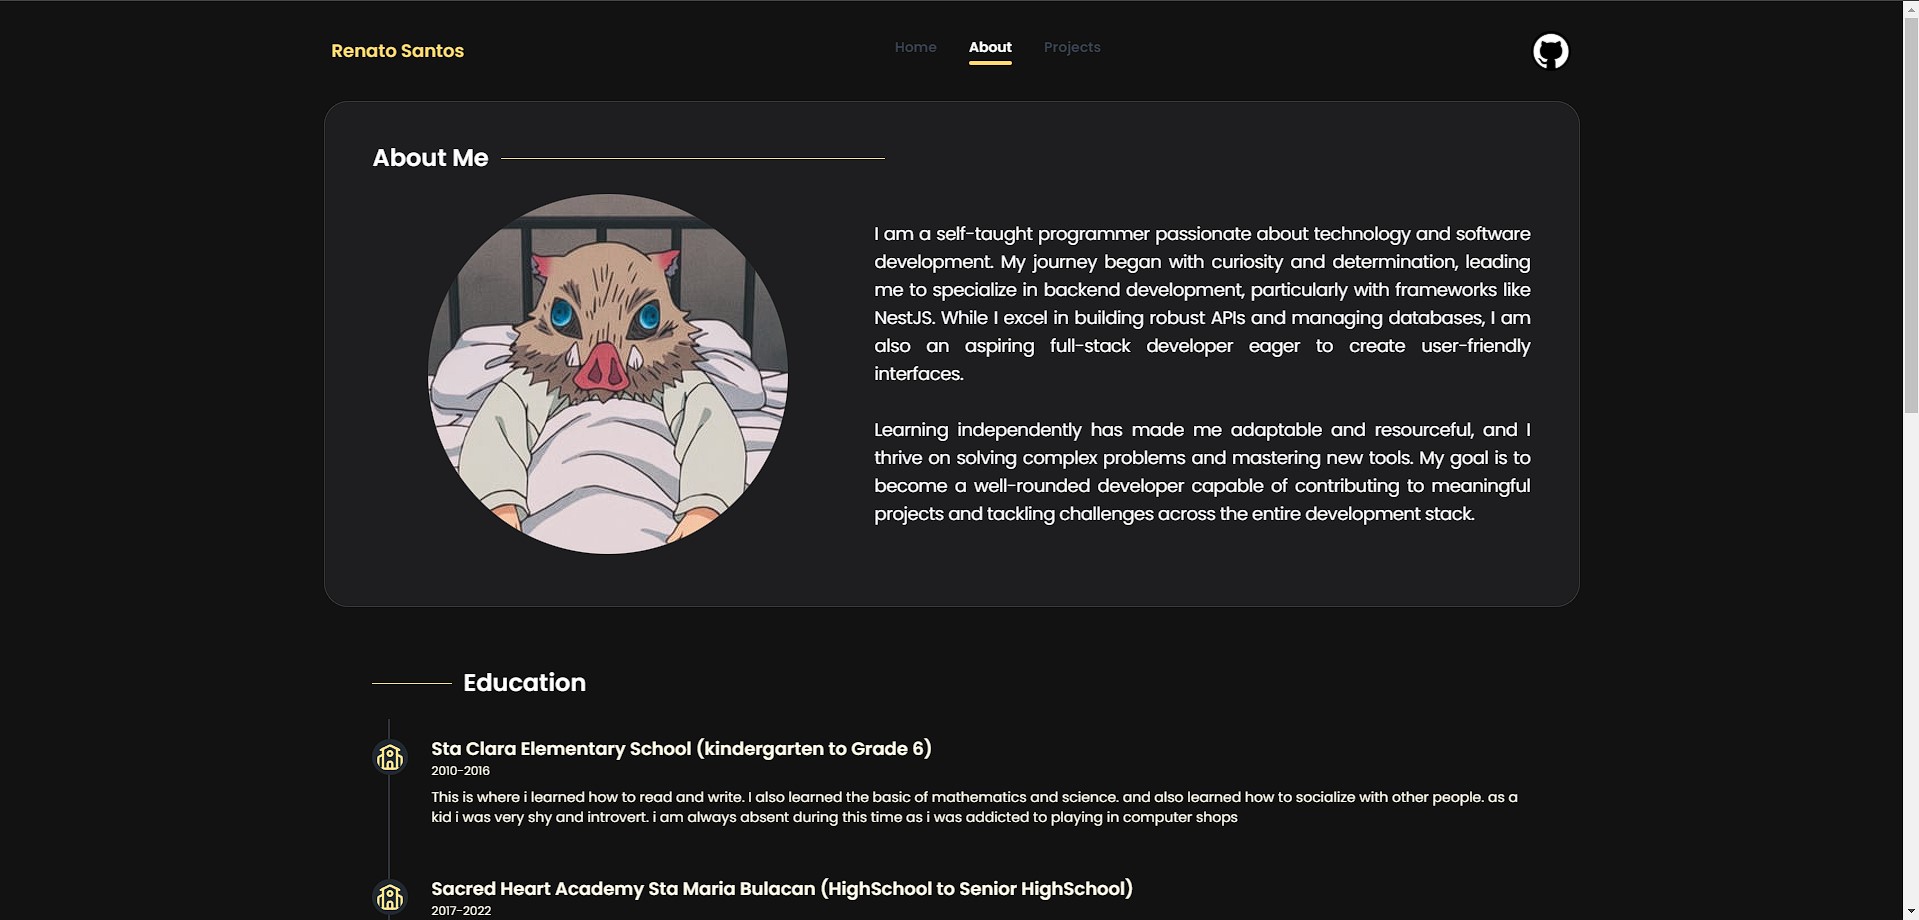 Renato Santos
Home
About
Projects
About Me
I am a self-taught programmer passionate about technology and software
development. My journey began with curiosity and determination, leading
me to specialize in backend development, particularly with frameworks like
NestJS. While I excel in building robust APIs and managing databases, I am
also an aspiring full-stack developer eager to create user-friendly
interfaces.
Learning independently has made me adaptable and resourceful, and I
thrive on solving complex problems and mastering new tools. My goal is to
become a well-rounded developer capable of contributing to meaningful
projects and tackling challenges across the entire development stack.
Education
Sta Clara Elementary School (kindergarten to Grade 6)
2010-2016
This is where i learned how to read and write. I also learned the basic of mathematics and science. and also learned how to socialize with other people. as a
kid i was very shy and introvert. i am always absent during this time as i was addicted to playing in computer shops
Sacred Heart Academy Sta Maria Bulacan (HighSchool to Senior HighSchool)
2017-2022